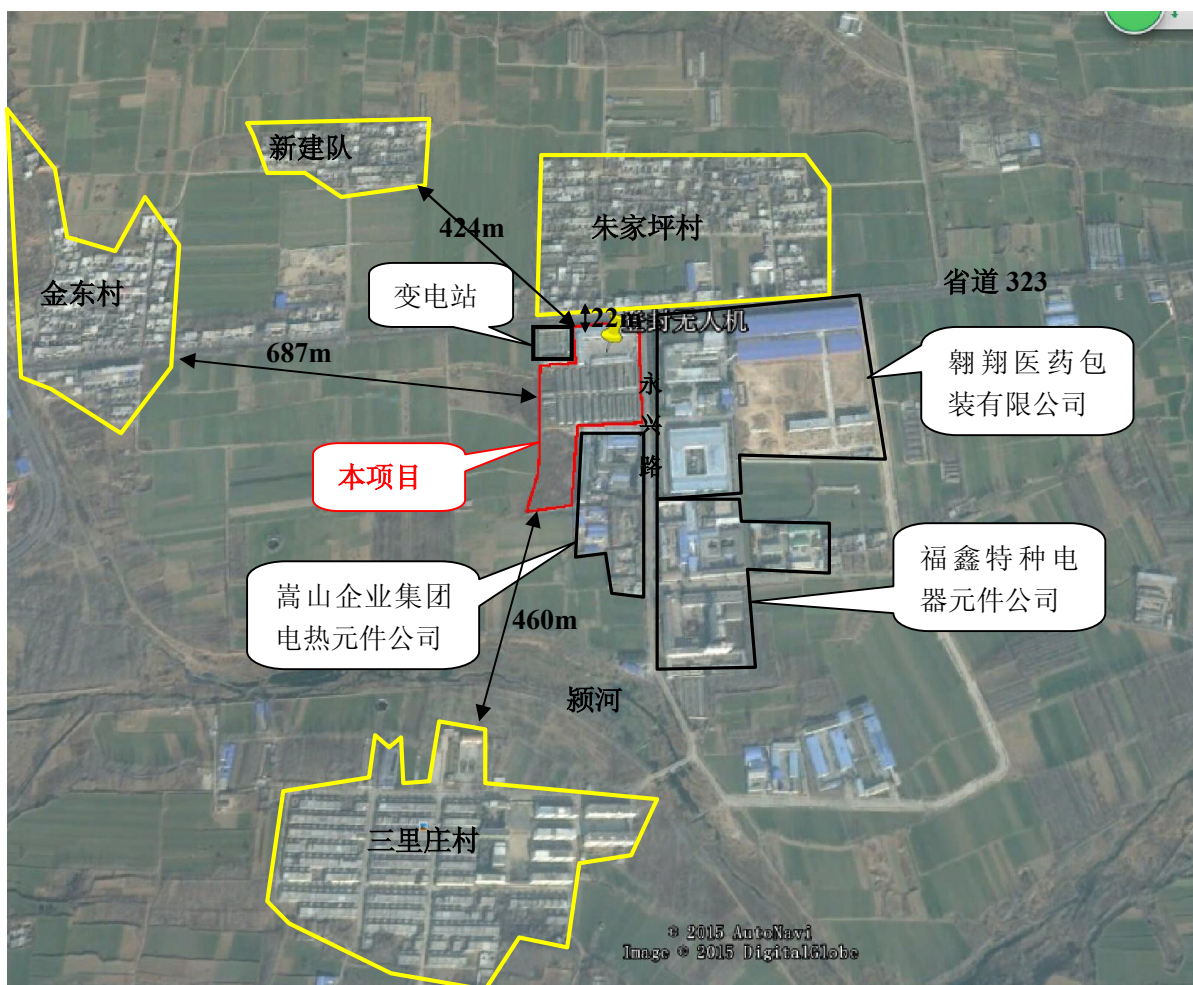 新建队
朱家坪村
424m
省道 323
金东村
变电站
22m
登封无人机
687m
翱翔医药包
装有限公司
永
兴
路
本项目
嵩山企业集团
电热元件公司
福鑫特种电
器元件公司
460m
颍河
三里庄村
© 2015 AutoNavi
Image © 2015 DigitalGlobe